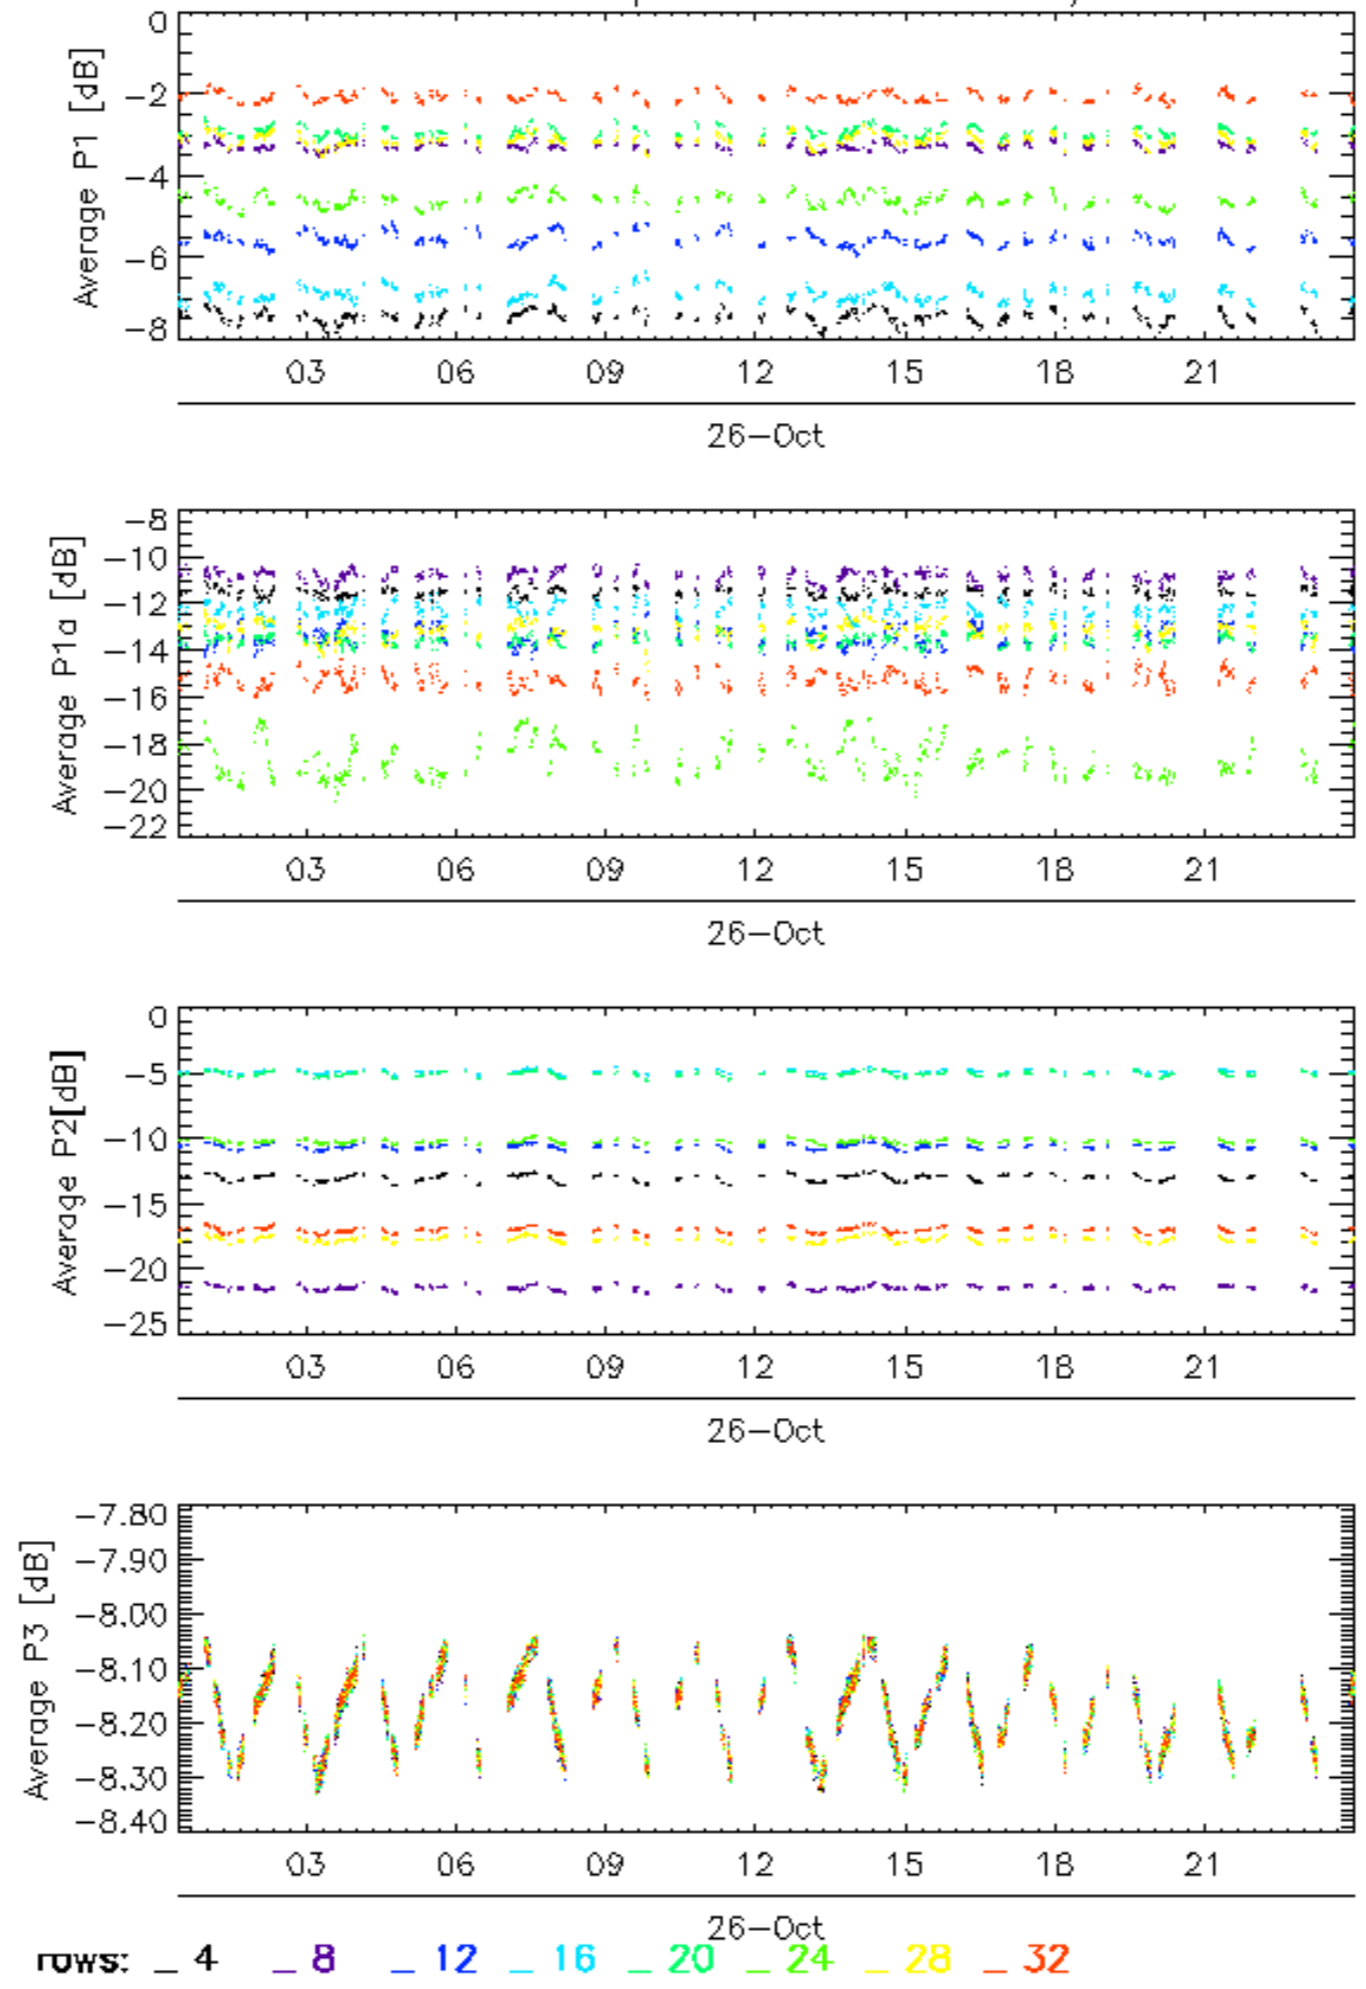 0
-2
-4
-6
-8
Average P1 [dB]
03 06 09 12 15 18 21
26-Oct
-8
-10
-12
-14
-16
-18
-20
-22
Average P1a [dB]
03 06 09 12 15 18 21
26-Oct
0
-5
-10
-15
-20
-25
Average P2[dB]
03 06 09 12 15 18 21
26-Oct
-7.80
-7.90
-8.00
-8.10
-8.20
-8.30
-8.40
Average P3 [dB]
03 06 09 12 15 18 21
26-Oct
rows: _ 4 _ 8 _ 12 _ 16 _ 20 _ 24 _ 28 _ 32